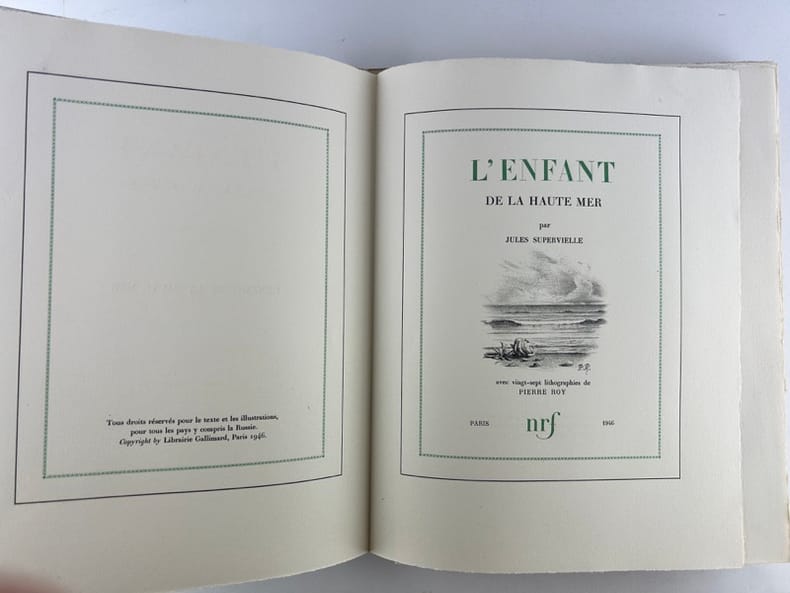 Tous droits réservés pour le texte et les illustrations,
pour tous les pays y compris la Russie.
Copyright by Librairie Gallimard, Paris 1946.
L'ENFANT
DE LA HAUTE MER
par
JULES SUPERVIELLE
P.R.
avec vingt-sept lithographies de
PIERRE ROY
PARIS nrf 1946